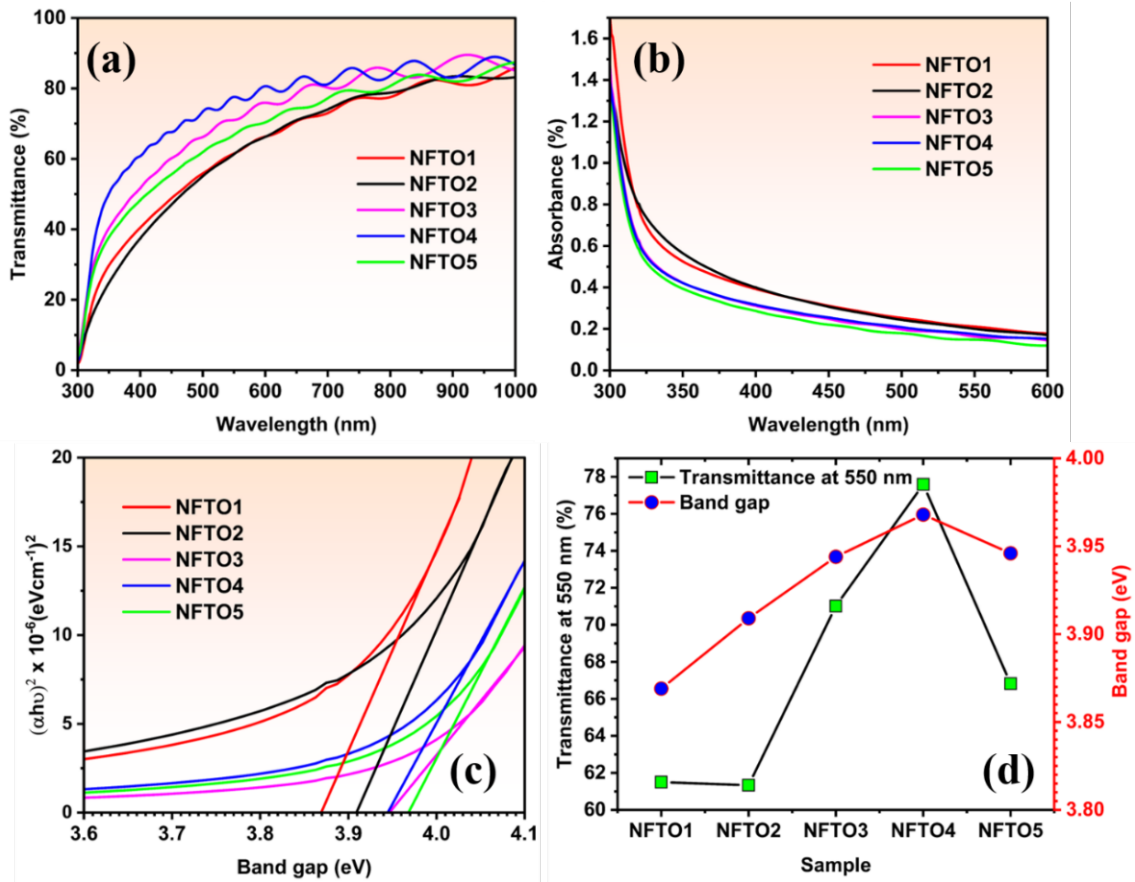 (a)
Transmittance (%)
100
80
60
40
20
0
NFTO1
NFTO2
NFTO3
NFTO4
NFTO5
300 400 500 600 700 800 900 1000
Wavelength (nm)
(b)
Absorbance (%)
1.6
1.4
1.2
1.0
0.8
0.6
0.4
0.2
0.0
NFTO1
NFTO2
NFTO3
NFTO4
NFTO5
300 350 400 450 500 550 600
Wavelength (nm)
(αhυ)² x 10⁻⁶(eVcm⁻¹)²
20
15
10
5
0
NFTO1
NFTO2
NFTO3
NFTO4
NFTO5
(c)
3.6 3.7 3.8 3.9 4.0 4.1
Band gap (eV)
Transmittance at 550 nm (%)
78
76
74
72
70
68
66
64
62
60
Transmittance at 550 nm
Band gap
(d)
4.00
3.95
3.90
3.85
3.80
Band gap (eV)
NFTO1 NFTO2 NFTO3 NFTO4 NFTO5
Sample